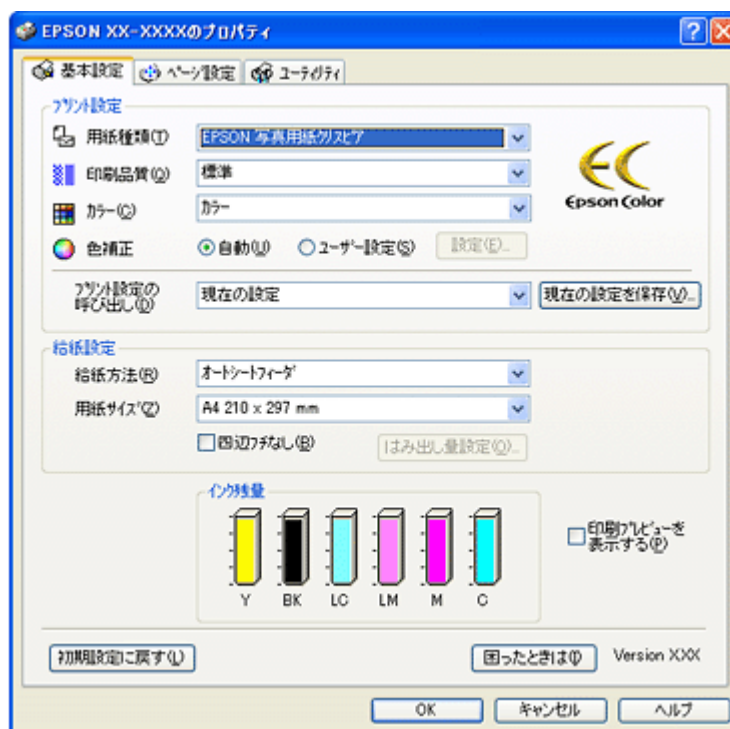 EPSON XX-XXXXのプロパティ
基本設定 ページ設定 ユーティリティ
プリント設定
用紙種類(T) EPSON 写真用紙クリスピア
印刷品質(Q) 標準
カラー(C) カラー
Epson Color
色補正 自動(U) ユーザー設定(S) 設定(E)...
プリント設定の
呼び出し(D) 現在の設定 現在の設定を保存(V)...
給紙設定
給紙方法(R) オートシートフィーダ
用紙サイズ(Z) A4 210 x 297 mm
四辺フチなし(B) はみ出し量設定(O)...
インク残量
Y BK LC LM M C
印刷プレビューを
表示する(P)
初期設定に戻す(L) 困ったときは(I) Version XXX
OK キャンセル ヘルプ